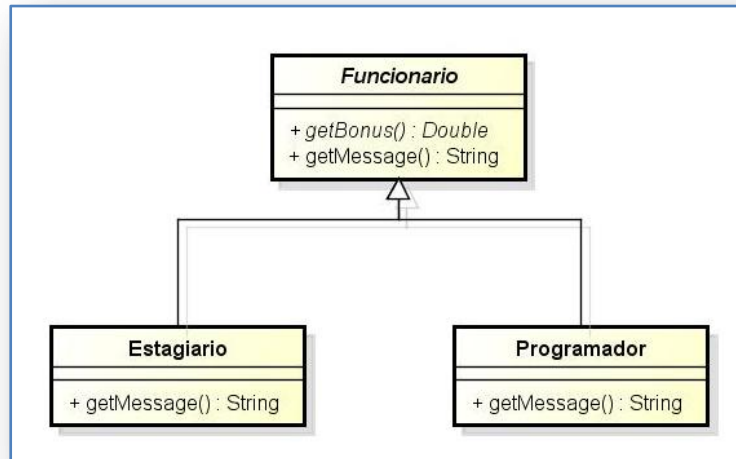 Funcionario
+ getBonus() : Double
+ getMessage() : String
Estagiario
+ getMessage() : String
Programador
+ getMessage() : String